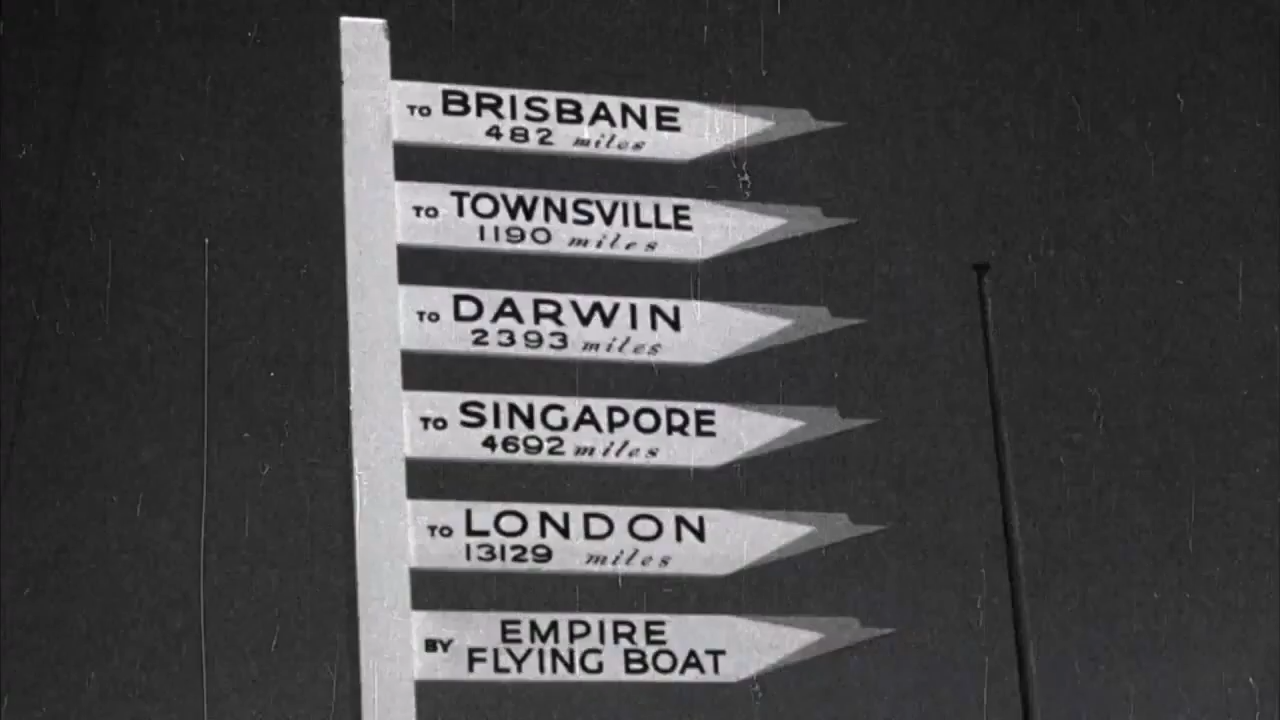 TO BRISBANE
482 miles
TO TOWNSVILLE
1190 miles
TO DARWIN
2393 miles
TO SINGAPORE
4692 miles
TO LONDON
13129 miles
BY EMPIRE
FLYING BOAT